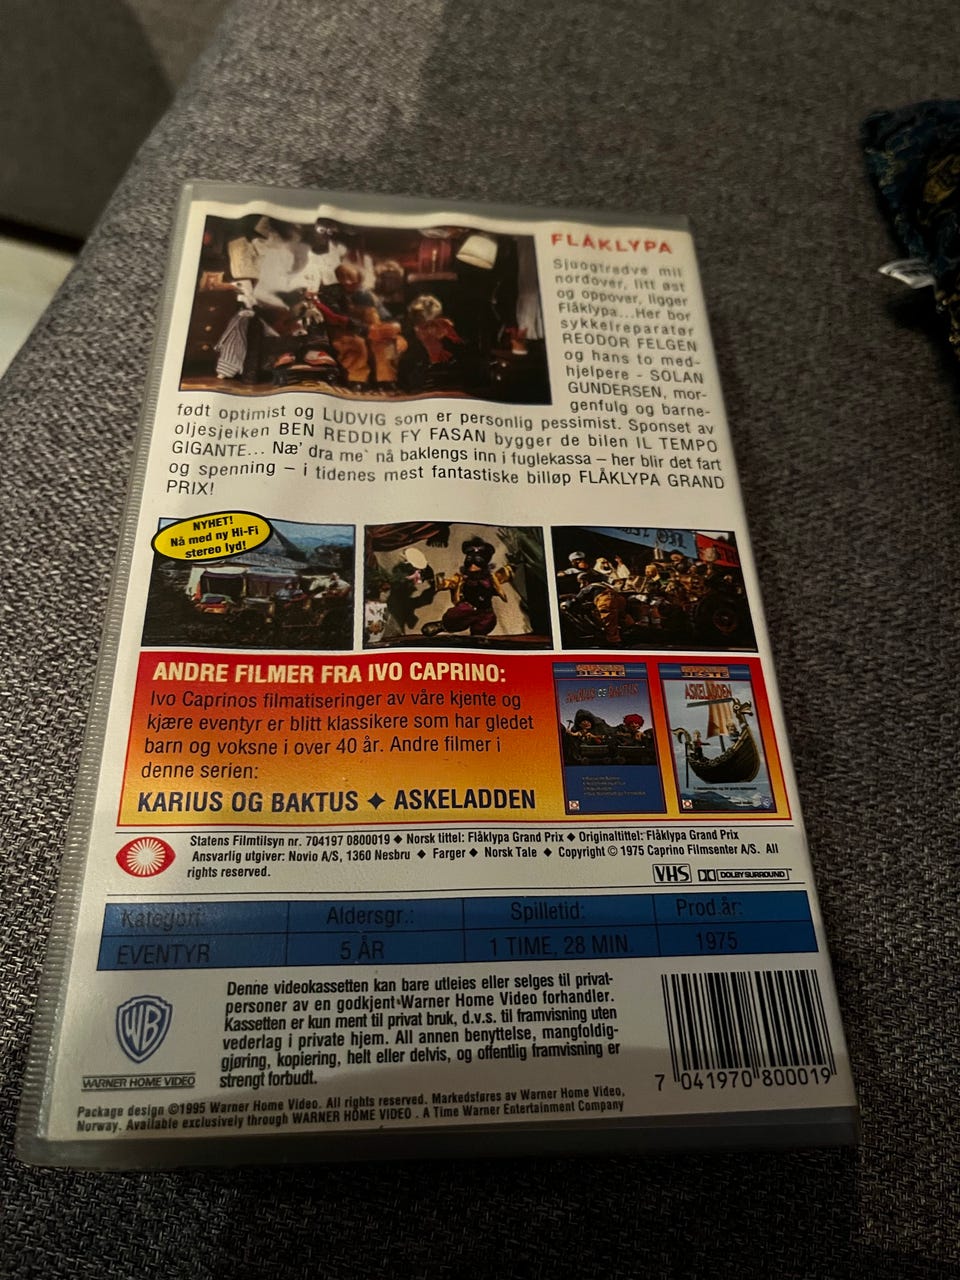 FLÅKLYPA
Sjuogtredve mil
nordover, litt øst
og oppover, ligger
Flåklypa...Her bor
sykkelreparatør
REODOR FELGEN
og hans to med-
hjelpere - SOLAN
GUNDERSEN, mor-
genfulg og barne-
født optimist og LUDVIG som er personlig pessimist. Sponset av
oljesjeiken BEN REDDIK FY FASAN bygger de bilen IL TEMPO
GIGANTE... Næ' dra me' nå baklengs inn i fuglekassa – her blir det fart
og spenning – i tidenes mest fantastiske billøp FLÅKLYPA GRAND
PRIX!
NYHET!
Nå med ny Hi-Fi
stereo lyd!
ANDRE FILMER FRA IVO CAPRINO:
Ivo Caprinos filmatiseringer av våre kjente og
kjære eventyr er blitt klassikere som har gledet
barn og voksne i over 40 år. Andre filmer i
denne serien:
KARIUS OG BAKTUS ✦ ASKELADDEN
BESTE
KARIUS OG BAKTUS
BESTE
ASKELADDEN
Statens Filmtilsyn nr. 704197 0800019 ◆ Norsk tittel: Flåklypa Grand Prix ◆ Originaltittel: Flåklypa Grand Prix
Ansvarlig utgiver: Novio A/S, 1360 Nesbru ◆ Farger ◆ Norsk Tale ◆ Copyright © 1975 Caprino Filmsenter A/S. All
rights reserved.
VHS DOLBY SURROUND
Kategori: Aldersgr.: Spilletid: Prod.år:
EVENTYR 5 ÅR 1 TIME, 28 MIN. 1975
Denne videokassetten kan bare utleies eller selges til privat-
personer av en godkjent Warner Home Video forhandler.
Kassetten er kun ment til privat bruk, d.v.s. til framvisning uten
vederlag i private hjem. All annen benyttelse, mangfoldig-
gjøring, kopiering, helt eller delvis, og offentlig framvisning er
strengt forbudt.
WB
WARNER HOME VIDEO
7 041970 800019
Package design ©1995 Warner Home Video. All rights reserved. Markedsføres av Warner Home Video,
Norway. Available exclusively through WARNER HOME VIDEO . A Time Warner Entertainment Company